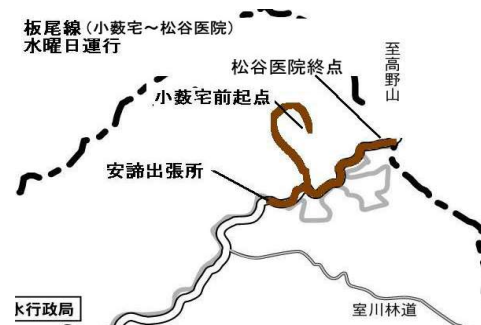 板尾線(小薮宅～松谷医院)
水曜日運行
至高野山
松谷医院終点
小薮宅前起点
安諦出張所
水行政局
室川林道